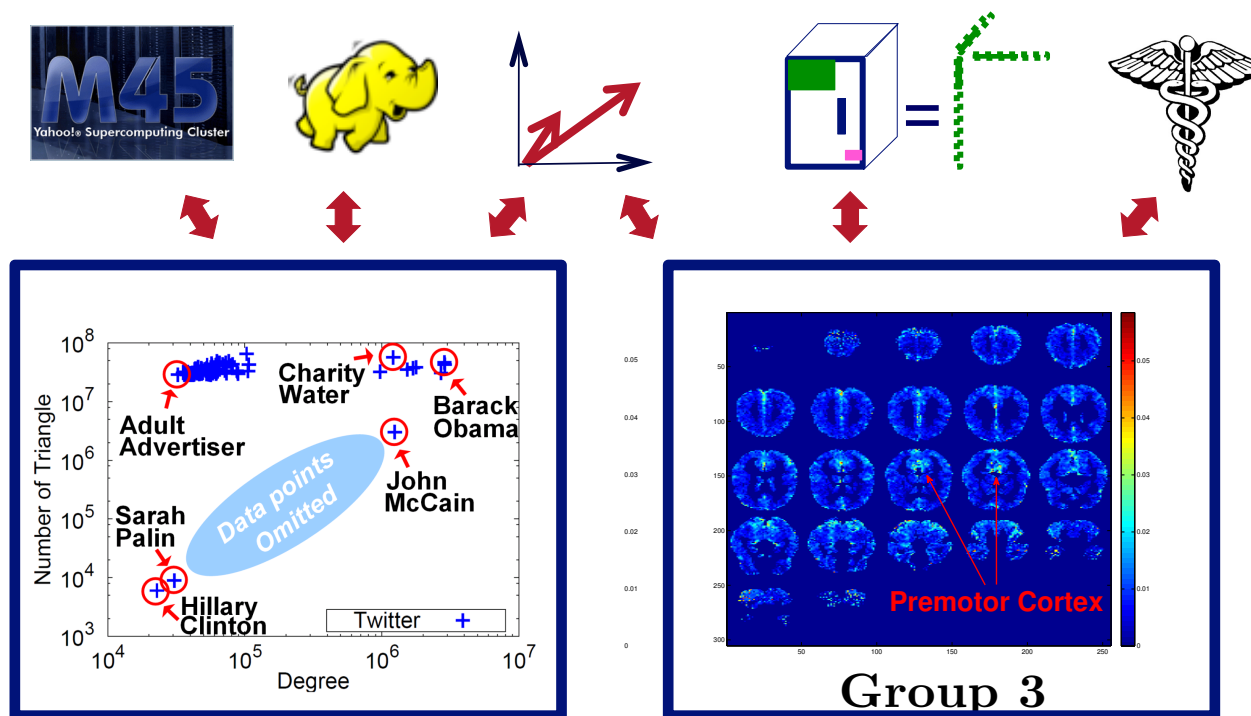 M45
Yahoo!® Supercomputing Cluster
=
10^8
10^7
10^6
10^5
10^4
10^3
Number of Triangle
10^4
10^5
10^6
10^7
Degree
Adult
Advertiser
Charity
Water
Barack
Obama
John
McCain
Data points
Omitted
Sarah
Palin
Hillary
Clinton
Twitter
0.05
0.04
0.03
0.02
0.01
0
50
100
150
200
250
300
50
100
150
200
250
Premotor Cortex
0.05
0.04
0.03
0.02
0.01
0
Group 3